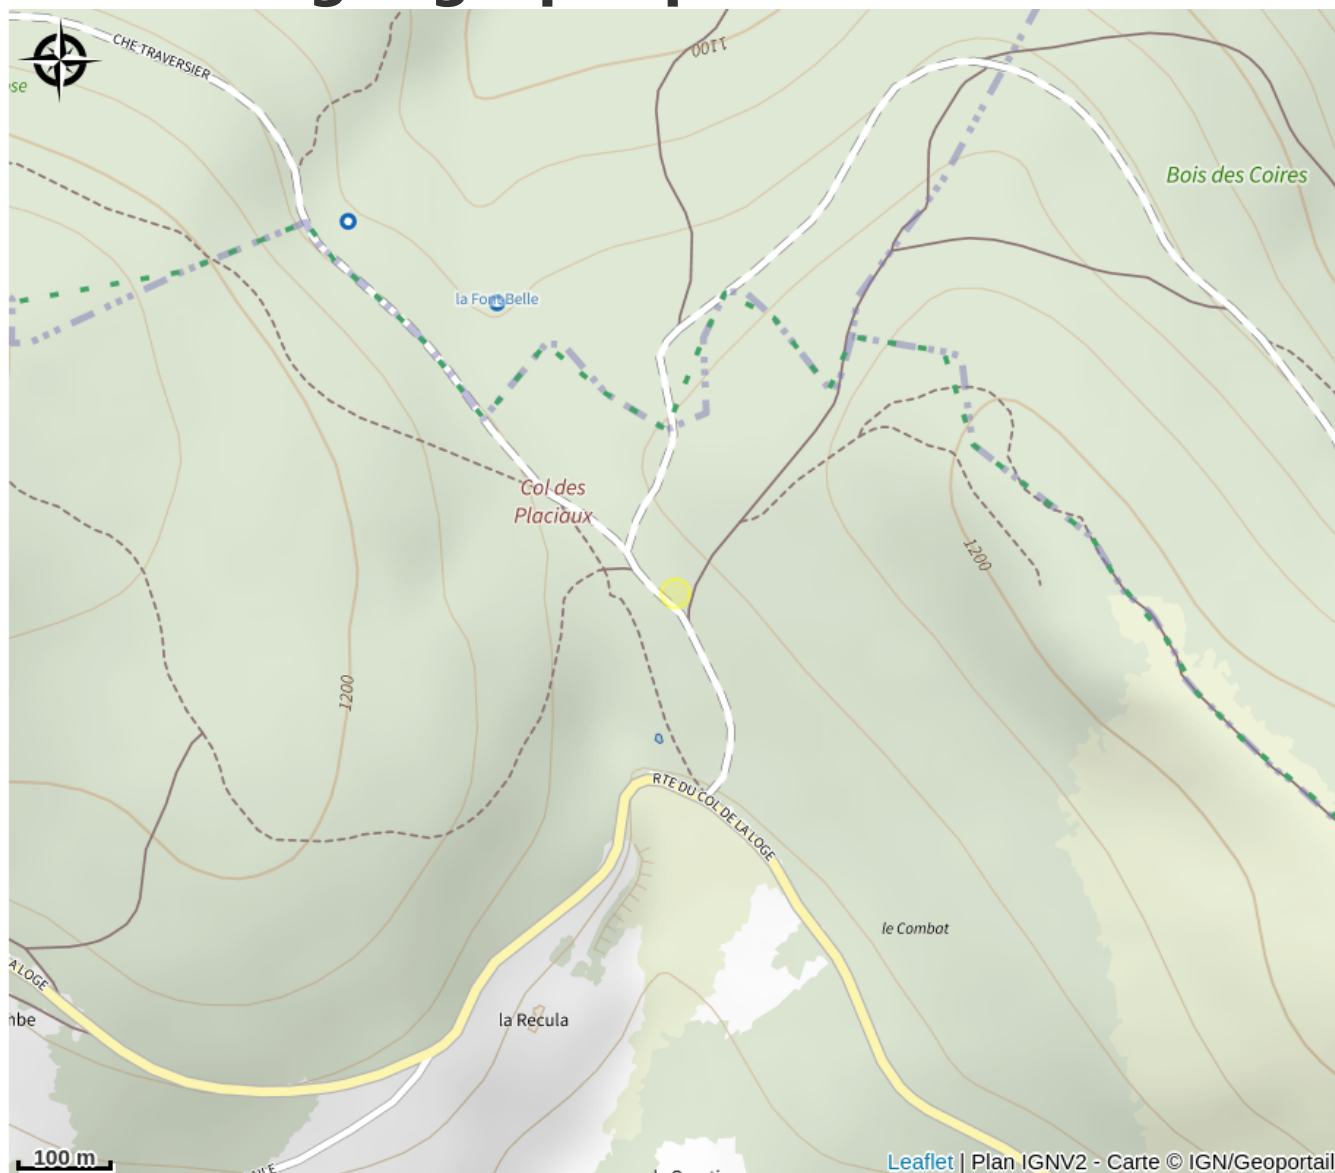 CHE TRAVERSIER
1100
Bois des Coires
la Font Belle
Col des
Placiaux
1200
1200
RTE DU COL DE LA LOGE
le Combat
A LOGE
la Recula
100 m
Leaflet | Plan IGNV2 - Carte © IGN/Geoportail